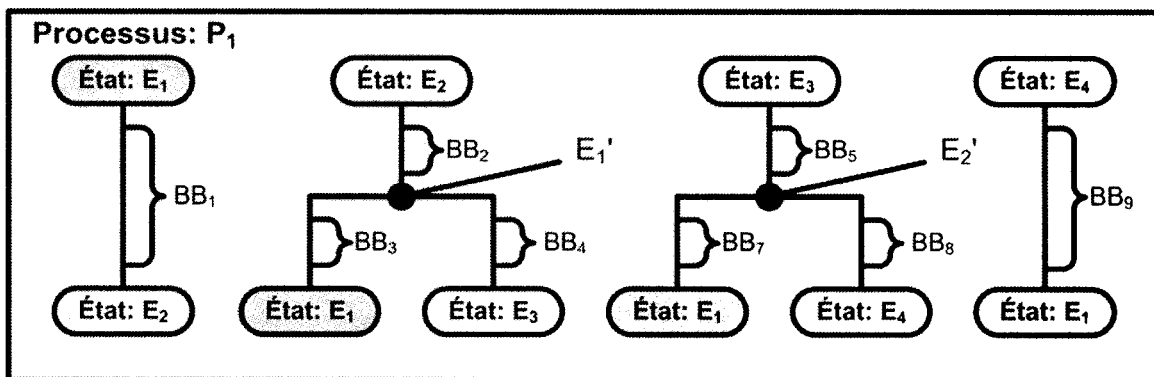 Processus: P₁
État: E₁
État: E₂
État: E₃
État: E₄
BB₂
E₁'
BB₅
E₂'
BB₁
BB₉
BB₃
BB₄
BB₇
BB₈
État: E₂
État: E₁
État: E₃
État: E₁
État: E₄
État: E₁